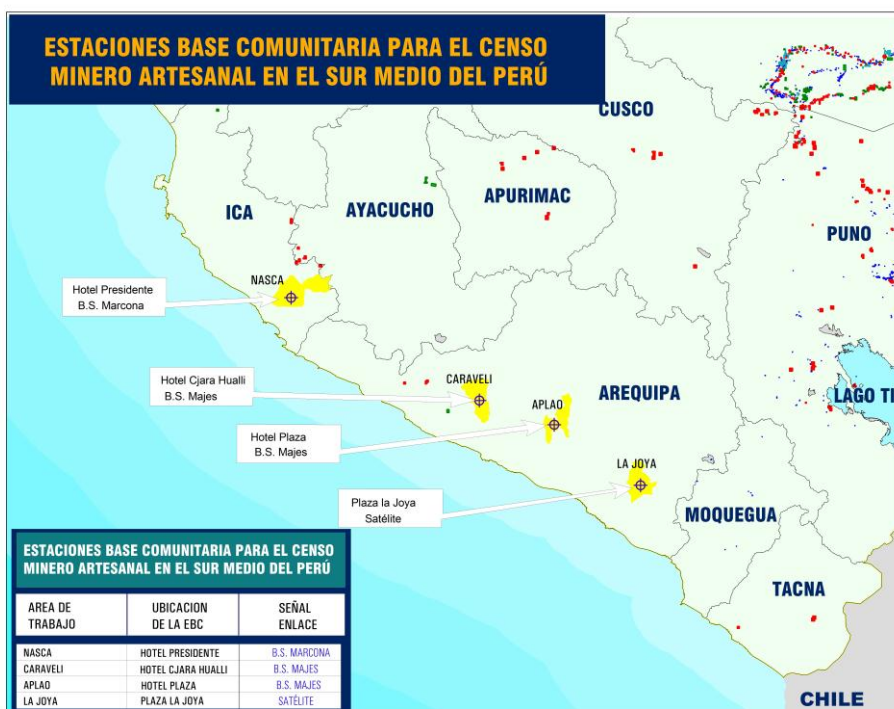 ESTACIONES BASE COMUNITARIA PARA EL CENSO
MINERO ARTESANAL EN EL SUR MEDIO DEL PERÚ
CUSCO
APURIMAC
AYACUCHO
ICA
PUNO
NASCA
Hotel Presidente
B.S. Marcona
Hotel Cjara Hualli
B.S. Majes
CARAVELI
APLAO
AREQUIPA
LAGO TI
Hotel Plaza
B.S. Majes
LA JOYA
Plaza la Joya
Satélite
MOQUEGUA
TACNA
CHILE
ESTACIONES BASE COMUNITARIA PARA EL CENSO
MINERO ARTESANAL EN EL SUR MEDIO DEL PERÚ
AREA DE TRABAJO UBICACION DE LA EBC SEÑAL ENLACE
NASCA HOTEL PRESIDENTE B.S. MARCONA
CARAVELI HOTEL CJARA HUALLI B.S. MAJES
APLAO HOTEL PLAZA B.S. MAJES
LA JOYA PLAZA LA JOYA SATÉLITE